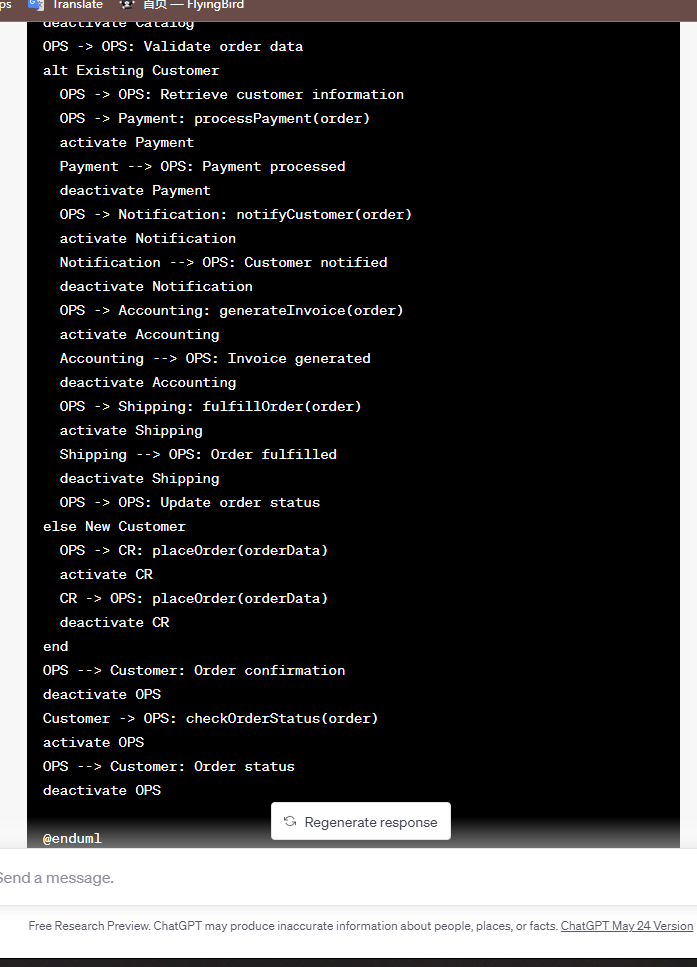 ps Translate 首页 — FlyingBird
deactivate Catalog
OPS -> OPS: Validate order data
alt Existing Customer
OPS -> OPS: Retrieve customer information
OPS -> Payment: processPayment(order)
activate Payment
Payment --> OPS: Payment processed
deactivate Payment
OPS -> Notification: notifyCustomer(order)
activate Notification
Notification --> OPS: Customer notified
deactivate Notification
OPS -> Accounting: generateInvoice(order)
activate Accounting
Accounting --> OPS: Invoice generated
deactivate Accounting
OPS -> Shipping: fulfillOrder(order)
activate Shipping
Shipping --> OPS: Order fulfilled
deactivate Shipping
OPS -> OPS: Update order status
else New Customer
OPS -> CR: placeOrder(orderData)
activate CR
CR -> OPS: placeOrder(orderData)
deactivate CR
end
OPS --> Customer: Order confirmation
deactivate OPS
Customer -> OPS: checkOrderStatus(order)
activate OPS
OPS --> Customer: Order status
deactivate OPS
Regenerate response
@enduml
Send a message.
Free Research Preview. ChatGPT may produce inaccurate information about people, places, or facts. ChatGPT May 24 Version